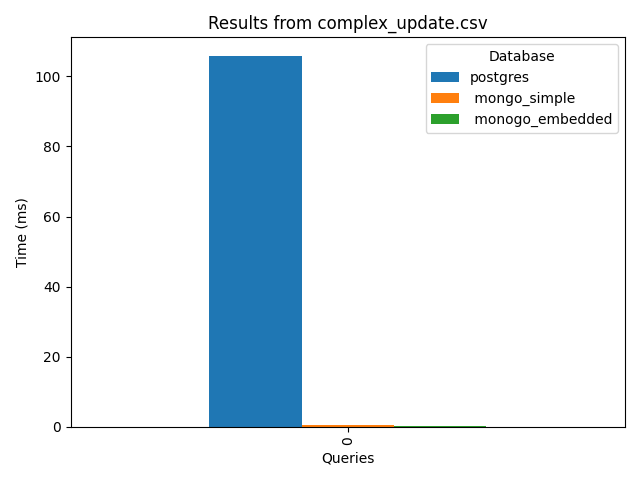 Results from complex_update.csv
Database
postgres
mongo_simple
monogo_embedded
100
80
60
40
20
0
Time (ms)
0
Queries